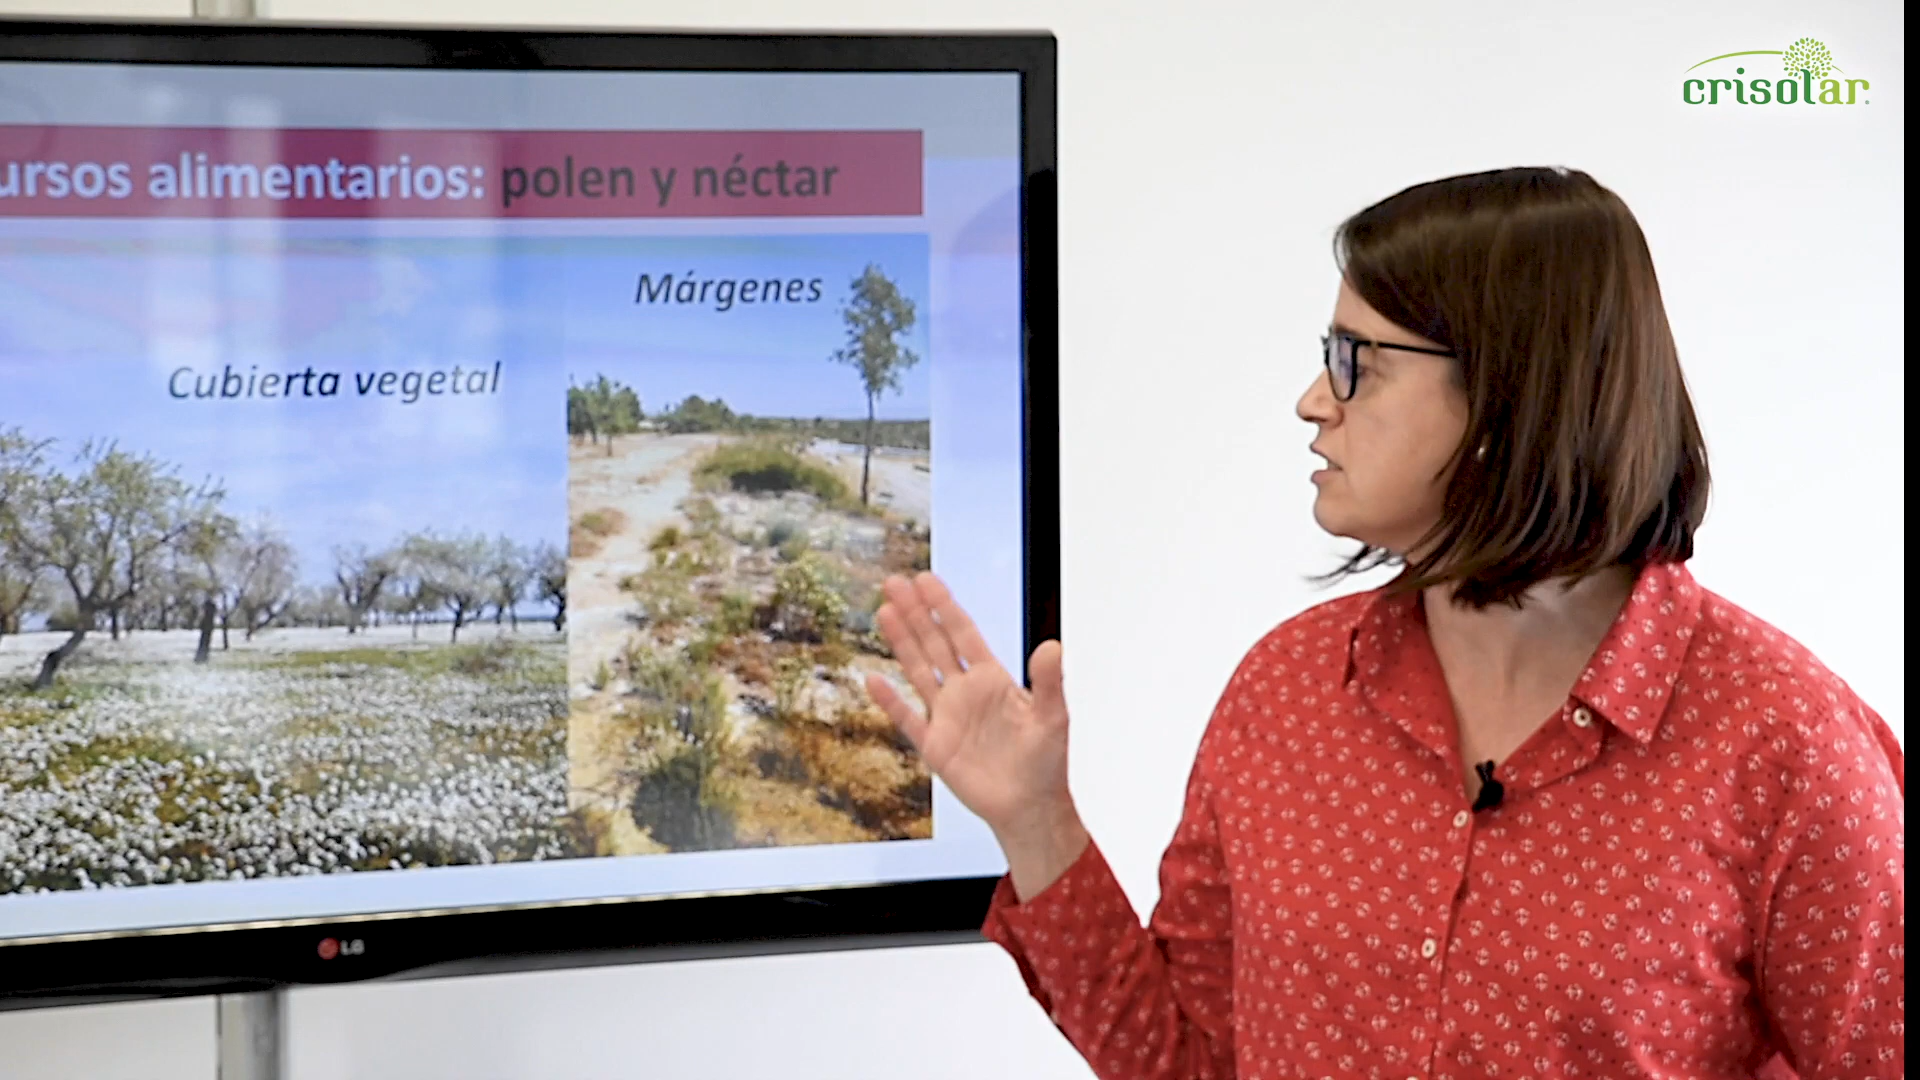 crisolar
ursos alimentarios: polen y néctar
Márgenes
Cubierta vegetal
LG